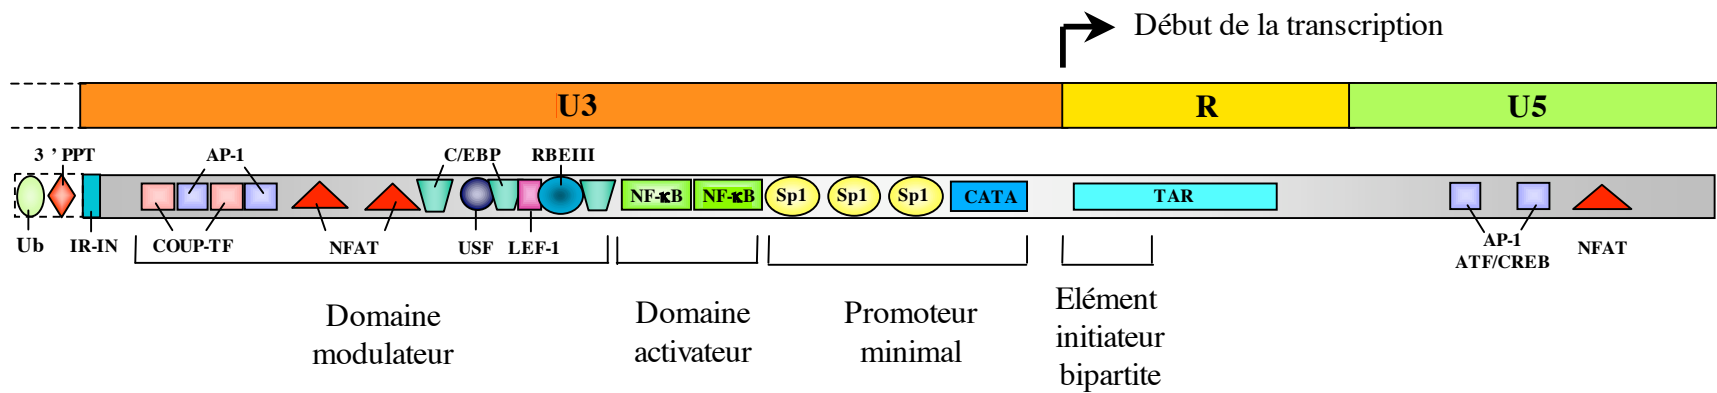 Début de la transcription
U3 R U5
3 ’ PPT AP-1 C/EBP RBEIII
NF-κB NF-κB Sp1 Sp1 Sp1 CATA TAR
Ub IR-IN COUP-TF NFAT USF LEF-1 AP-1 NFAT
ATF/CREB
Domaine
modulateur
Domaine
activateur
Promoteur
minimal
Elément
initiateur
bipartite